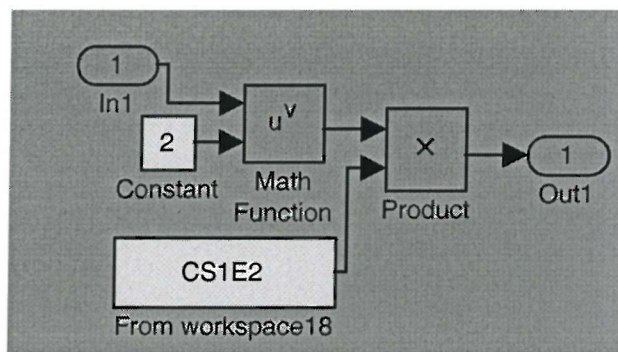 1
In1
2
Constant
u^v
Math
Function
×
Product
1
Out1
CS1E2
From workspace18